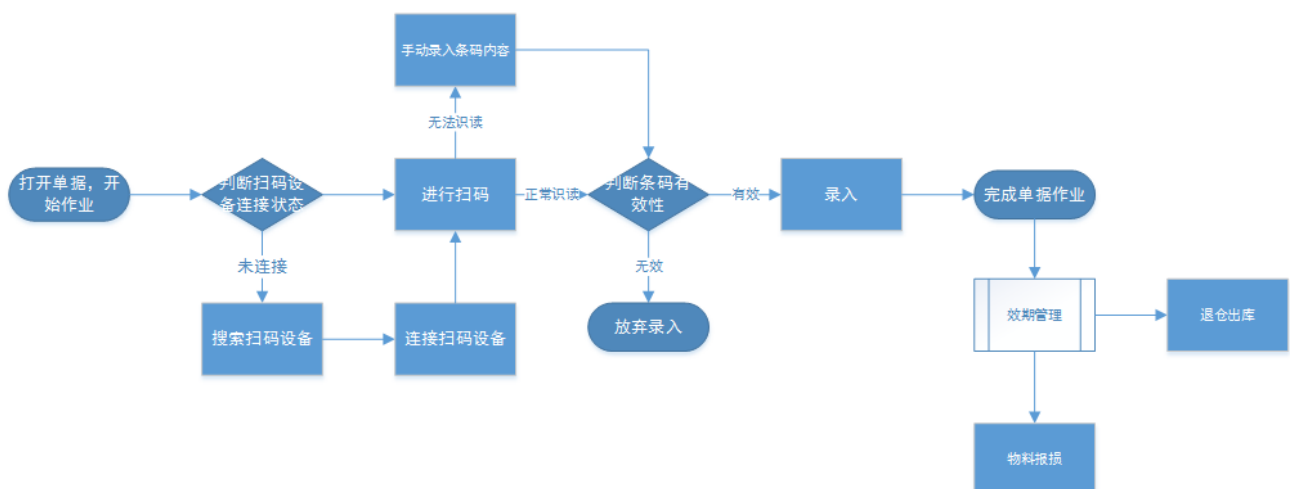 手动录入条码内容
无法识读
打开单据，开
始作业
判断扫码设
备连接状态
进行扫码
正常识读
判断条码有
效性
有效
录入
完成单据作业
未连接
无效
搜索扫码设备
连接扫码设备
放弃录入
效期管理
退仓出库
物料报损